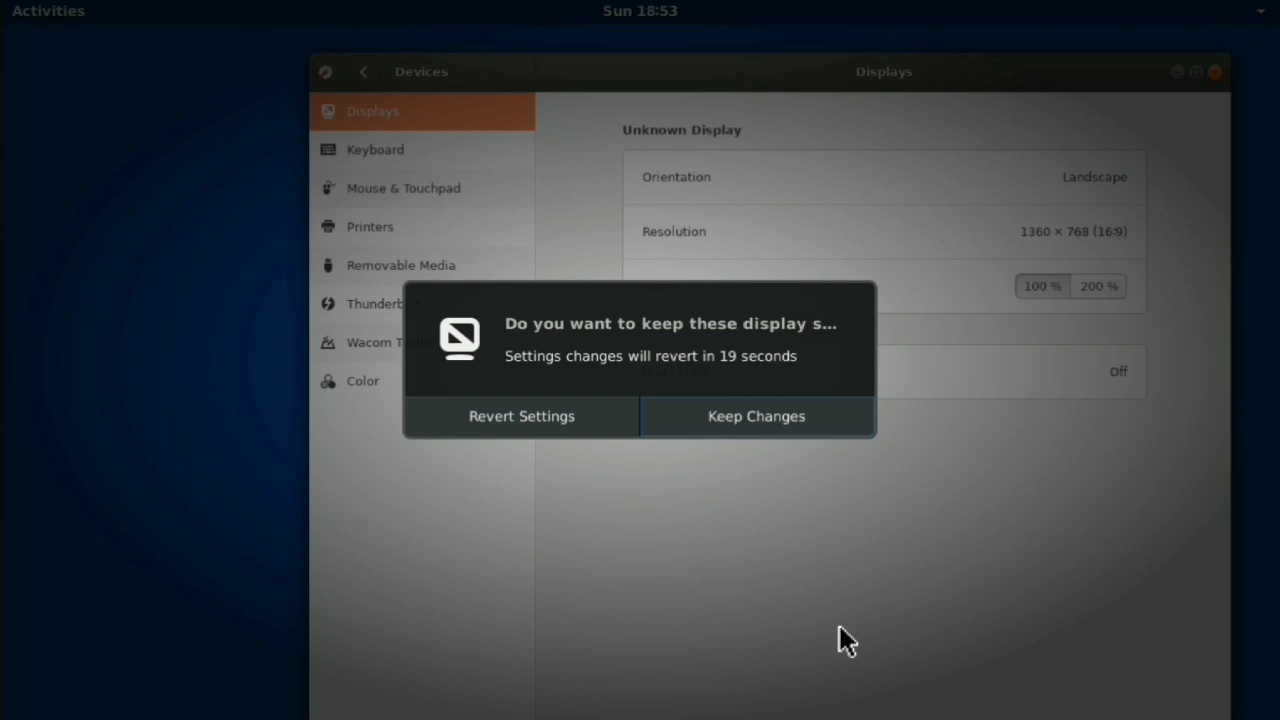 Activities
Sun 18:53
Devices
Displays
Displays
Keyboard
Mouse & Touchpad
Printers
Removable Media
Color
Unknown Display
Orientation
Landscape
Resolution
1360 × 768 (16:9)
100 %
200 %
Off
Do you want to keep these display s...
Settings changes will revert in 19 seconds
Revert Settings
Keep Changes